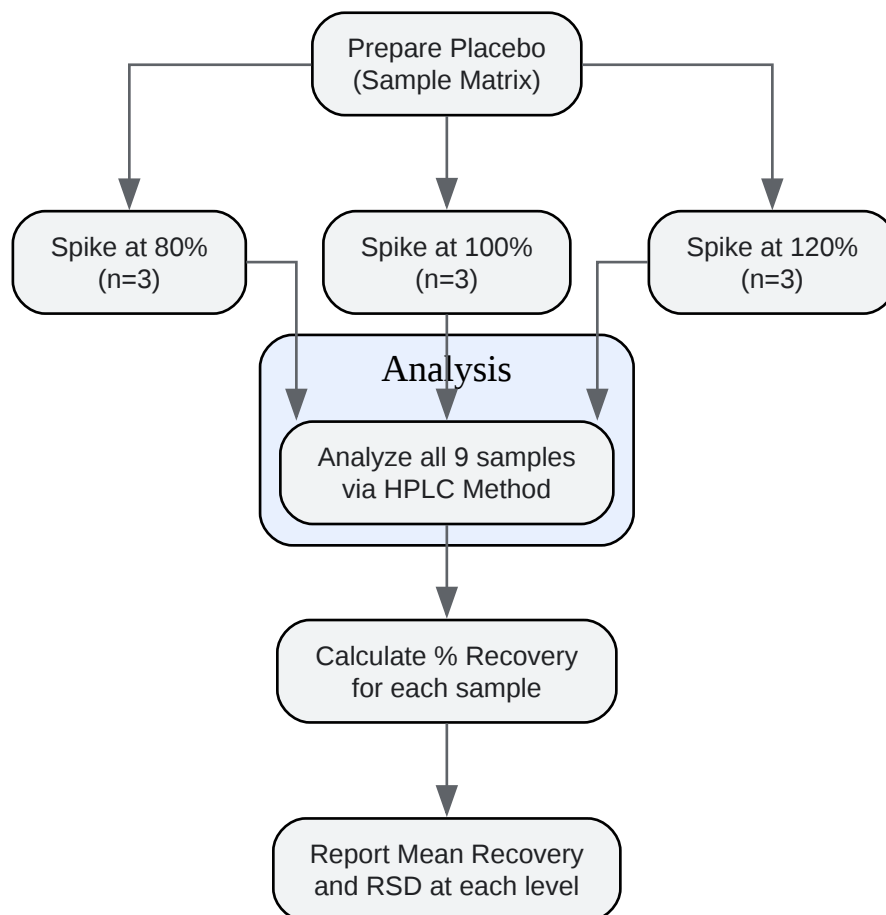 Prepare Placebo
(Sample Matrix)
Spike at 80%
(n=3)
Spike at 100%
(n=3)
Spike at 120%
(n=3)
Analysis
Analyze all 9 samples
via HPLC Method
Calculate % Recovery
for each sample
Report Mean Recovery
and RSD at each level